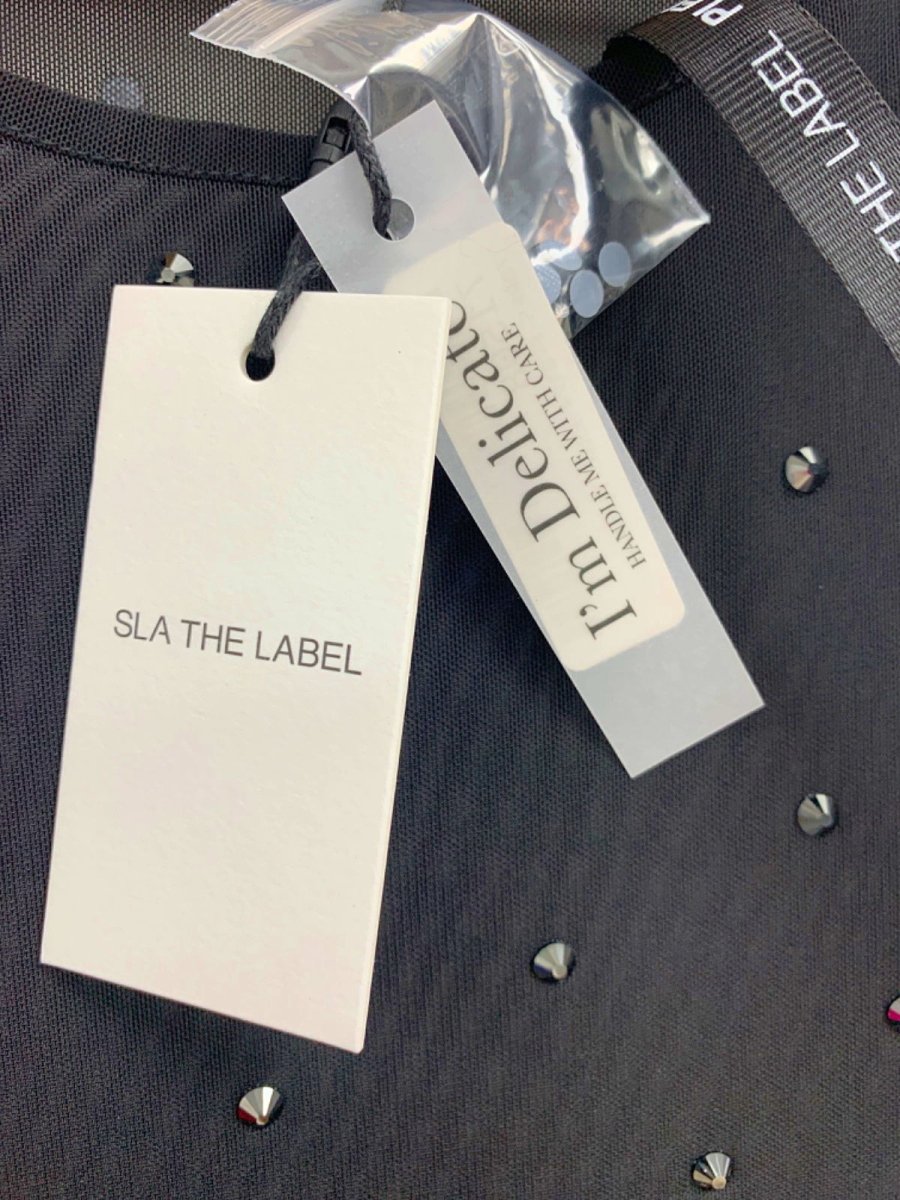 THE LABEL
I'm Delicate
HANDLE ME WITH CARE
SLA THE LABEL